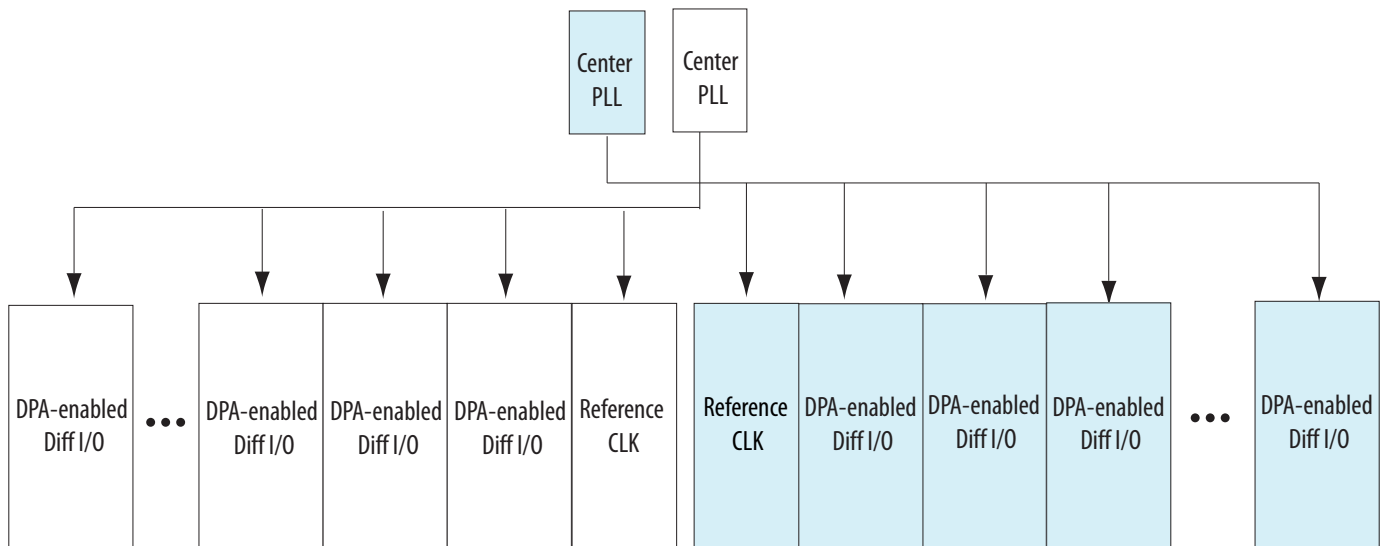 Center
PLL
Center
PLL
DPA-enabled
Diff I/O
•••
DPA-enabled
Diff I/O
DPA-enabled
Diff I/O
DPA-enabled
Diff I/O
Reference
CLK
Reference
CLK
DPA-enabled
Diff I/O
DPA-enabled
Diff I/O
DPA-enabled
Diff I/O
•••
DPA-enabled
Diff I/O